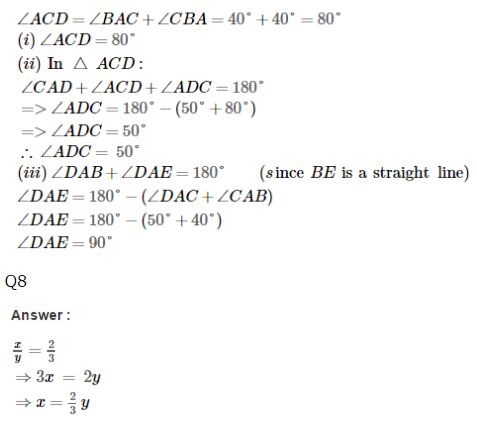 ∠ACD = ∠BAC + ∠CBA = 40° + 40° = 80°
(i) ∠ACD = 80°
(ii) In △ ACD :
∠CAD + ∠ACD + ∠ADC = 180°
=> ∠ADC = 180° − (50° + 80°)
=> ∠ADC = 50°
∴ ∠ADC = 50°
(iii) ∠DAB + ∠DAE = 180° (since BE is a straight line)
∠DAE = 180° − (∠DAC + ∠CAB)
∠DAE = 180° − (50° + 40°)
∠DAE = 90°
Q8
Answer :
x/y = 2/3
⇒ 3x = 2y
⇒ x = 2/3 y